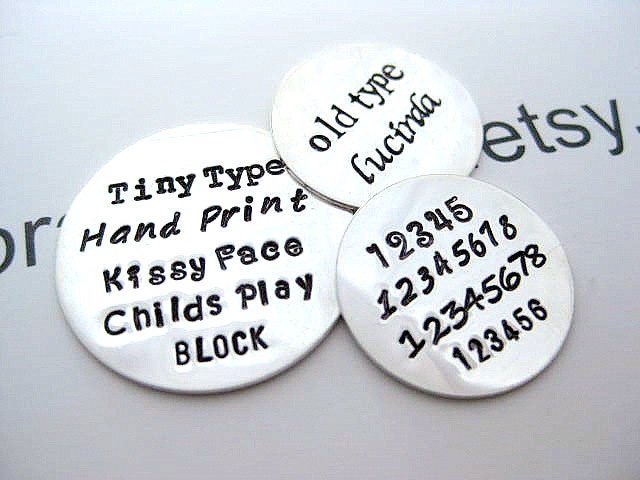 Tiny Type
Hand Print
Kissy Face
Childs Play
BLOCK
old type
lucinda
12345
12345678
12345678
123456
etsy.